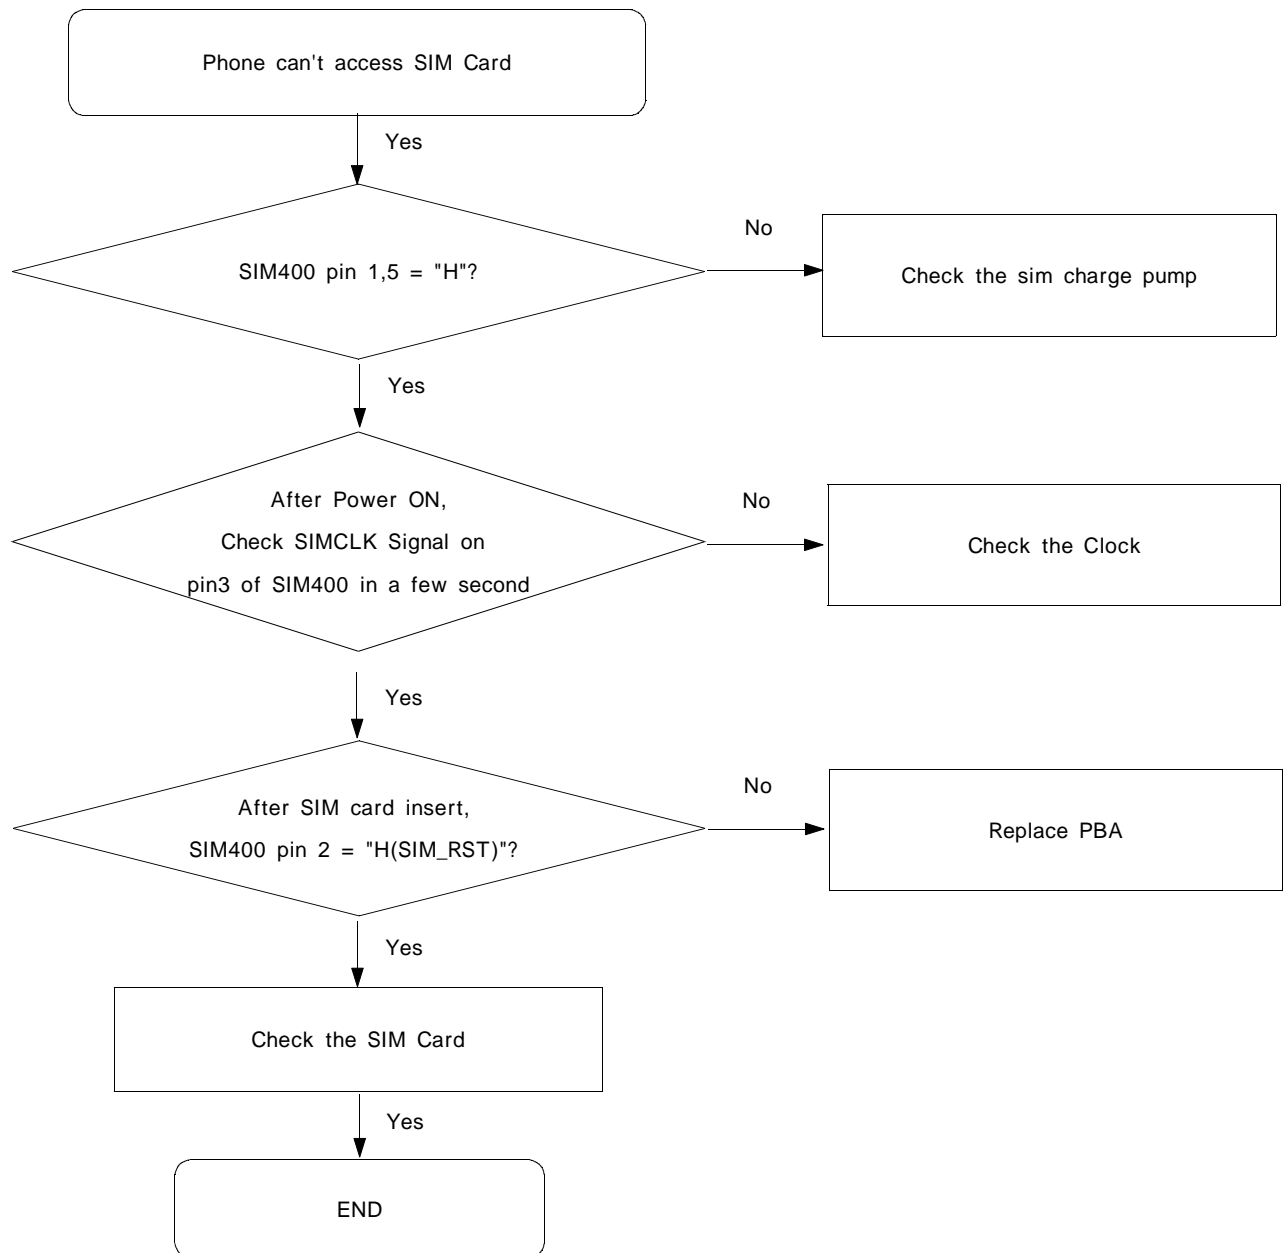 Phone can't access SIM Card
Yes
SIM400 pin 1,5 = "H"?
No
Check the sim charge pump
Yes
After Power ON,
Check SIMCLK Signal on
pin3 of SIM400 in a few second
No
Check the Clock
Yes
After SIM card insert,
SIM400 pin 2 = "H(SIM_RST)"?
No
Replace PBA
Yes
Check the SIM Card
Yes
END